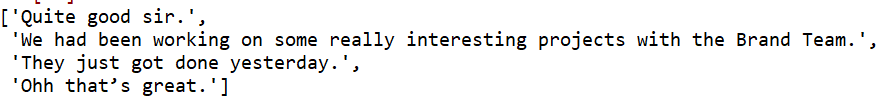 ['Quite good sir.',
'We had been working on some really interesting projects with the Brand Team.',
'They just got done yesterday.',
'Ohh that’s great.']